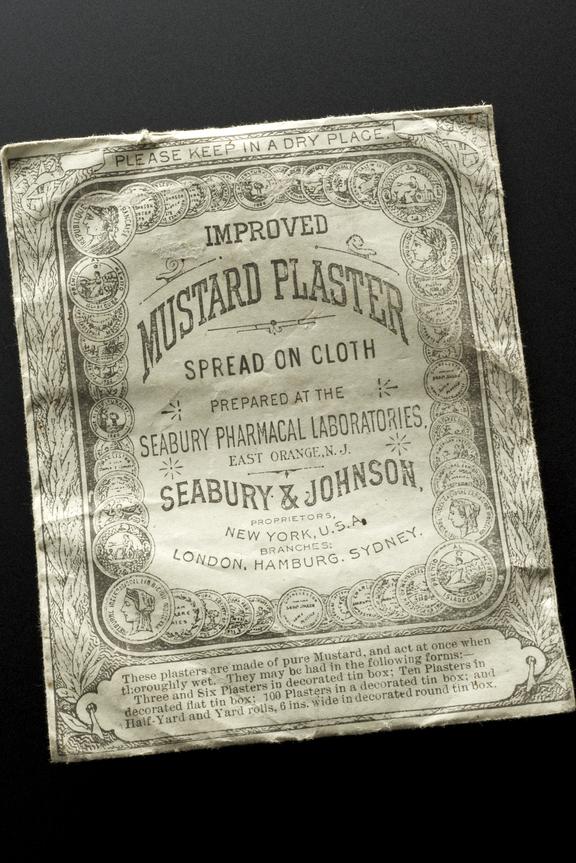 PLEASE KEEP IN A DRY PLACE.
IMPROVED
MUSTARD PLASTER
SPREAD ON CLOTH
PREPARED AT THE
SEABURY PHARMACAL LABORATORIES,
EAST ORANGE, N. J.
SEABURY & JOHNSON,
PROPRIETORS,
NEW YORK, U.S.A.
BRANCHES:
LONDON. HAMBURG. SYDNEY.
These plasters are made of pure Mustard, and act at once when
thoroughly wet. They may be had in the following forms:—
Three and Six Plasters in decorated tin box; Ten Plasters in
decorated flat tin box; 100 Plasters in a decorated tin box; and
Half-Yard and Yard rolls, 6 ins. wide in decorated round tin box.